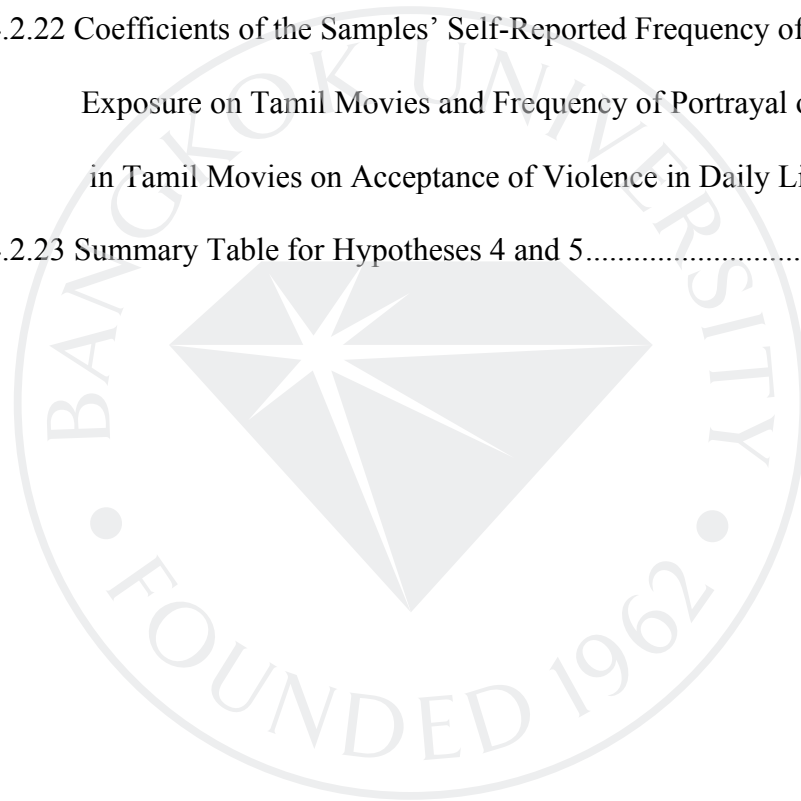 .2.22 Coefficients of the Samples’ Self-Reported Frequency of
Exposure on Tamil Movies and Frequency of Portrayal
in Tamil Movies on Acceptance of Violence in Daily
.2.23 Summary Table for Hypotheses 4 and 5..........................
BANGKOK UNIVERSITY
• FOUNDED 1962 •